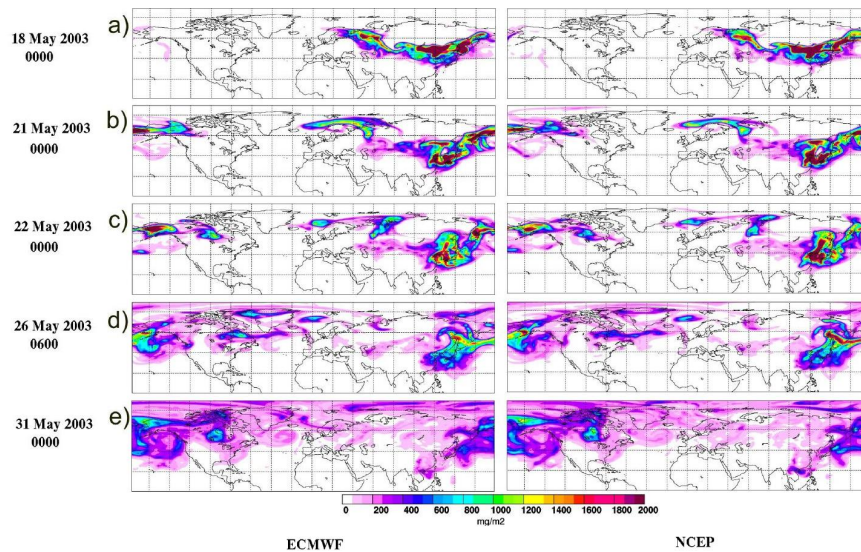 18 May 2003
0000
a)
21 May 2003
0000
b)
22 May 2003
0000
c)
26 May 2003
0600
d)
31 May 2003
0000
e)
0 200 400 600 800 1000 1200 1400 1600 1800 2000
mg/m2
ECMWF NCEP